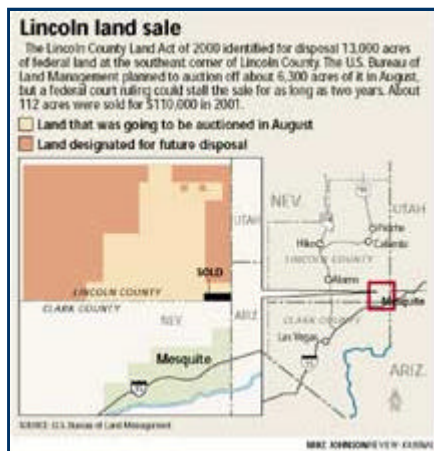 Lincoln land sale
The Lincoln County Land Act of 2000 identified for disposal 13,000 acres
of federal land at the southeast corner of Lincoln County. The U.S. Bureau of
Land Management planned to auction off about 6,300 acres of it in August,
but a federal court ruling could stall the sale for as long as two years. About
112 acres were sold for $110,000 in 2001.
Land that was going to be auctioned in August
Land designated for future disposal
NEV.
UTAH
UTAH
Hiko
Pioche
Caliente
LINCOLN COUNTY
SOLD
Alamo
LINCOLN COUNTY
CLARK COUNTY
Mesquite
NEV.
ARIZ.
CLARK COUNTY
Las Vegas
Mesquite
15
15
ARIZ.
N
SOURCE: U.S. Bureau of Land Management
MIKE JOHNSON/REVIEW-JOURNAL